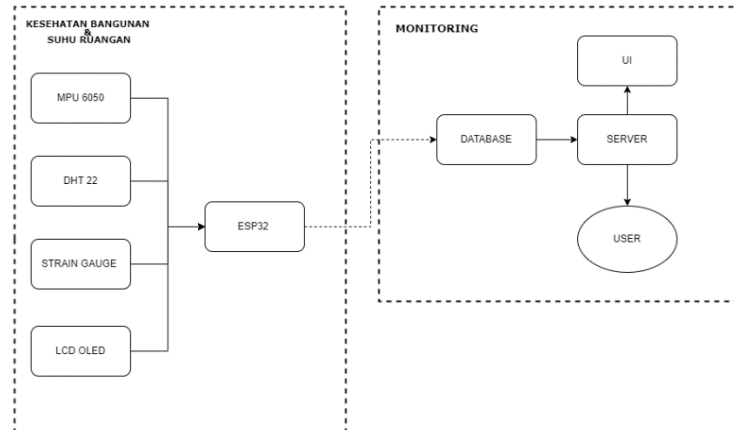 KESEHATAN BANGUNAN
&
SUHU RUANGAN
MPU 6050
DHT 22
STRAIN GAUGE
LCD OLED
ESP32
MONITORING
UI
DATABASE
SERVER
USER